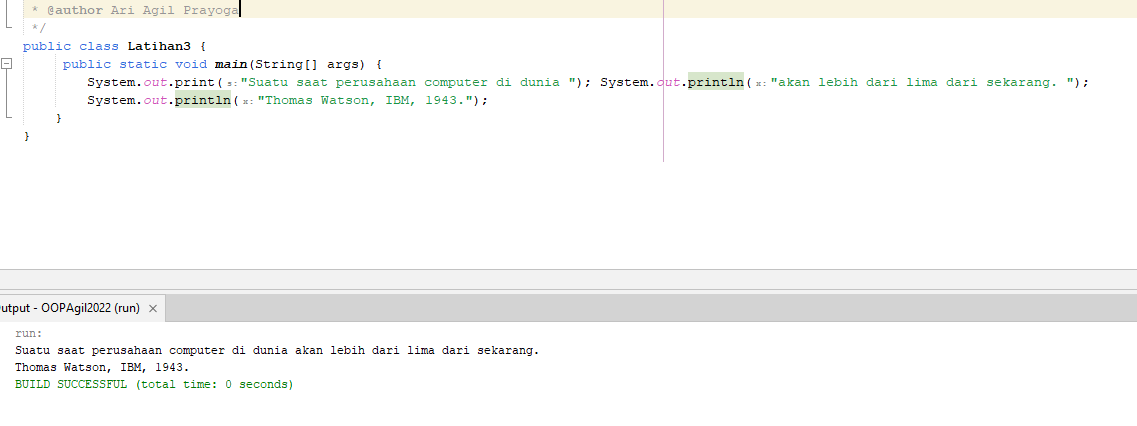 * @author Ari Agil Prayoga
*/
public class Latihan3 {
public static void main(String[] args) {
System.out.print(s:"Suatu saat perusahaan computer di dunia "); System.out.println(x:"akan lebih dari lima dari sekarang. ");
System.out.println(x:"Thomas Watson, IBM, 1943.");
}
}
utput - OOPAgil2022 (run) ×
run:
Suatu saat perusahaan computer di dunia akan lebih dari lima dari sekarang.
Thomas Watson, IBM, 1943.
BUILD SUCCESSFUL (total time: 0 seconds)